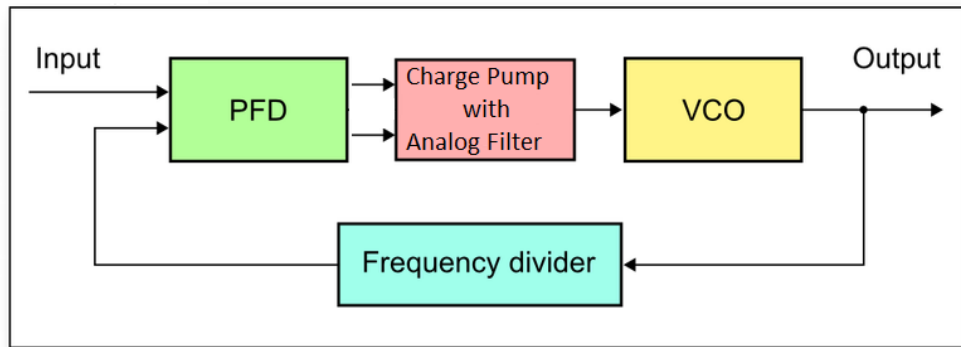 Input
Output
PFD
Charge Pump
with
Analog Filter
VCO
Frequency divider